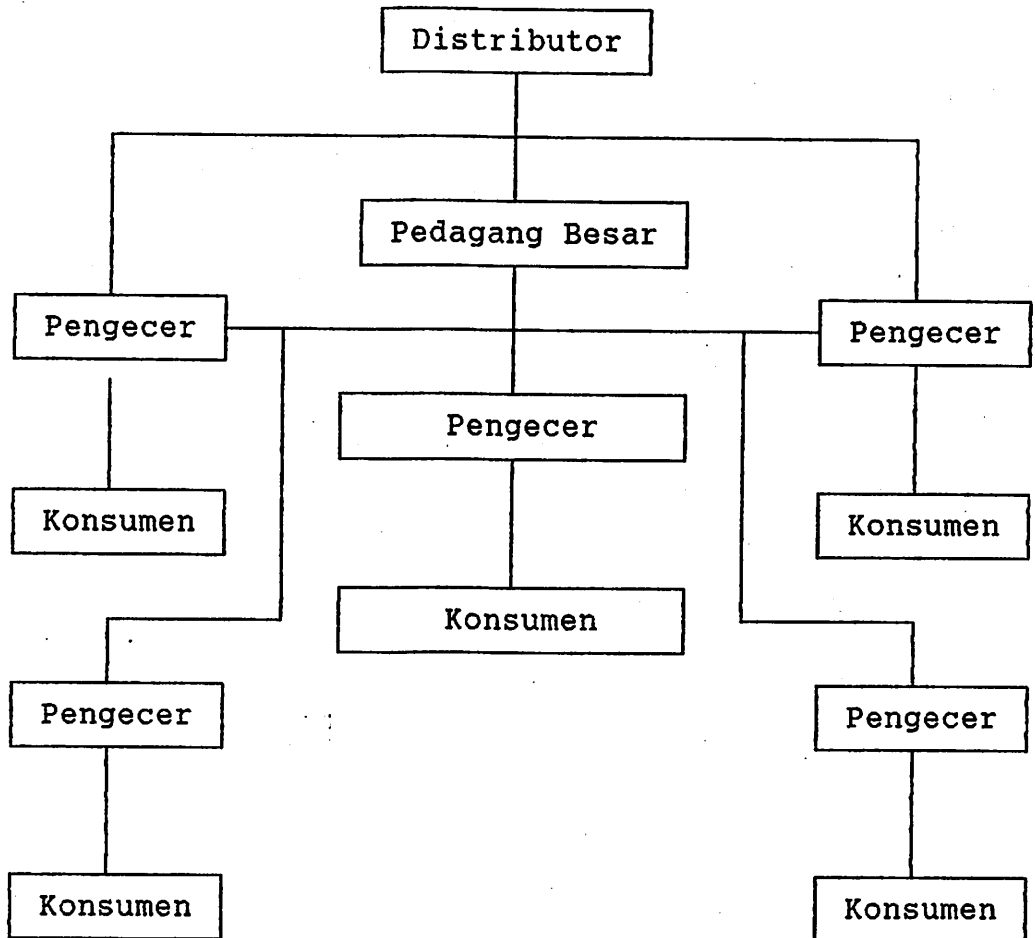 Distributor
Pedagang Besar
Pengecer
Pengecer
Pengecer
Konsumen
Konsumen
Konsumen
Pengecer
Pengecer
Konsumen
Konsumen